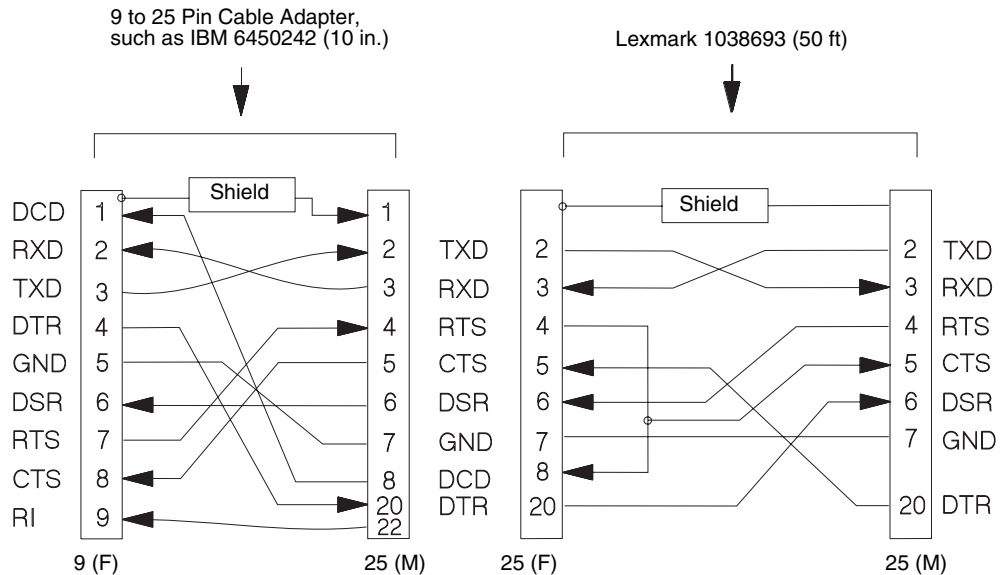 9 to 25 Pin Cable Adapter,
such as IBM 6450242 (10 in.)
Lexmark 1038693 (50 ft)
Shield
DCD 1 1
RXD 2 2
TXD 3 3
DTR 4 4
GND 5 5
DSR 6 6
RTS 7 7
CTS 8 8
20
RI 9 22
9 (F) 25 (M)
Shield
TXD 2 2 TXD
RXD 3 3 RXD
RTS 4 4 RTS
CTS 5 5 CTS
DSR 6 6 DSR
GND 7 7 GND
DCD 8
DTR 20 20 DTR
25 (F) 25 (M)